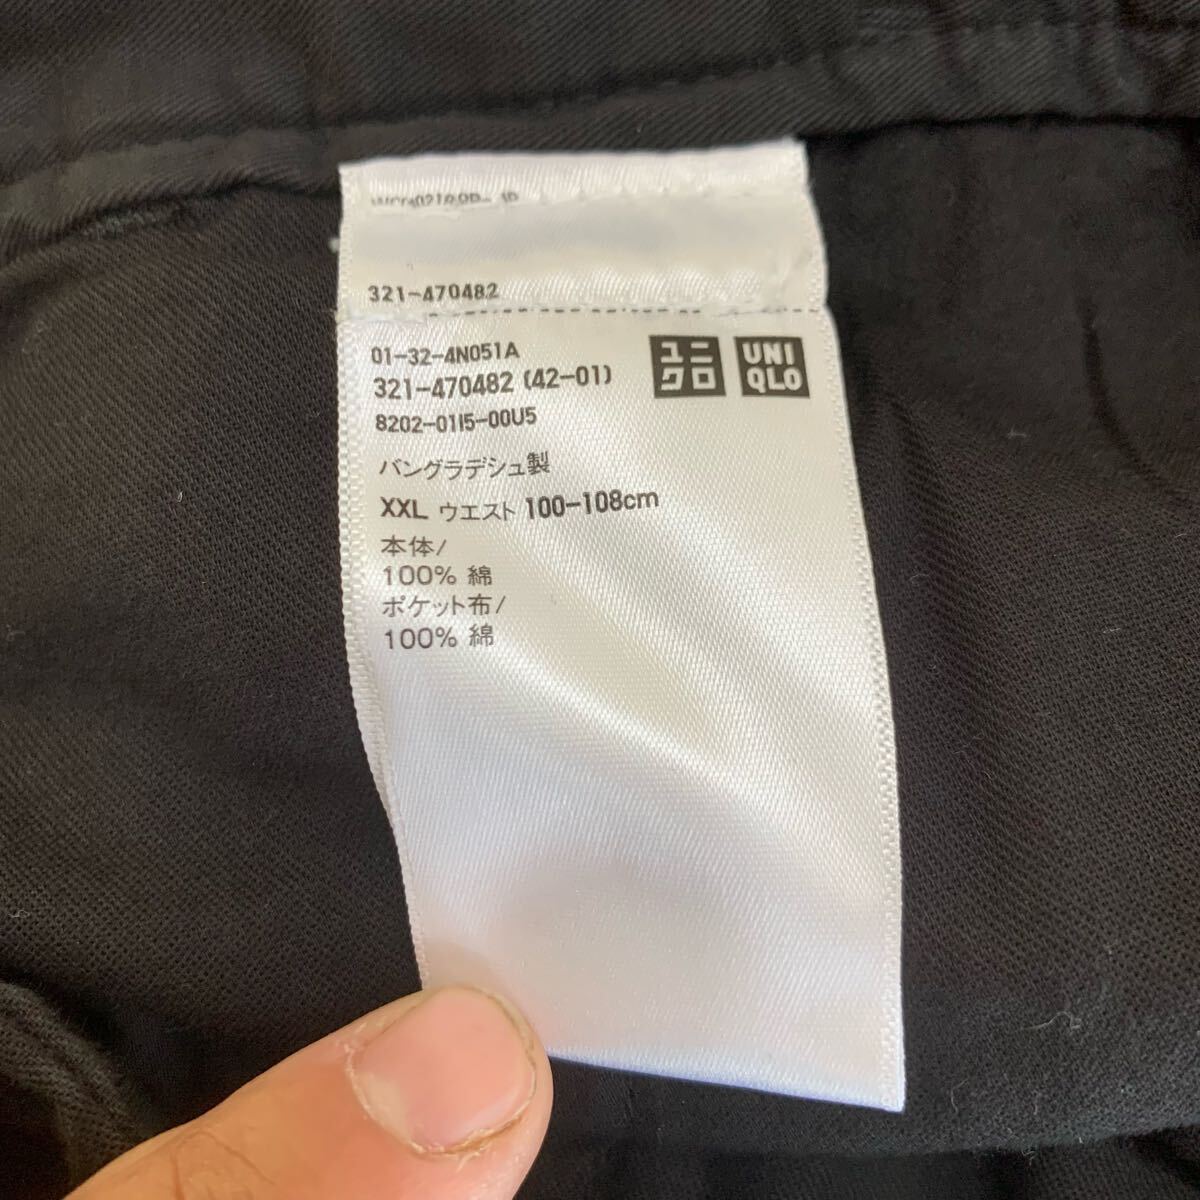 321-470482
01-32-4N051A
321-470482 (42-01)
8202-01I5-00U5
ユニ
クロ
UNI
QLO
バングラデシュ製
XXL ウエスト 100-108cm
本体/
100% 綿
ポケット布/
100% 綿